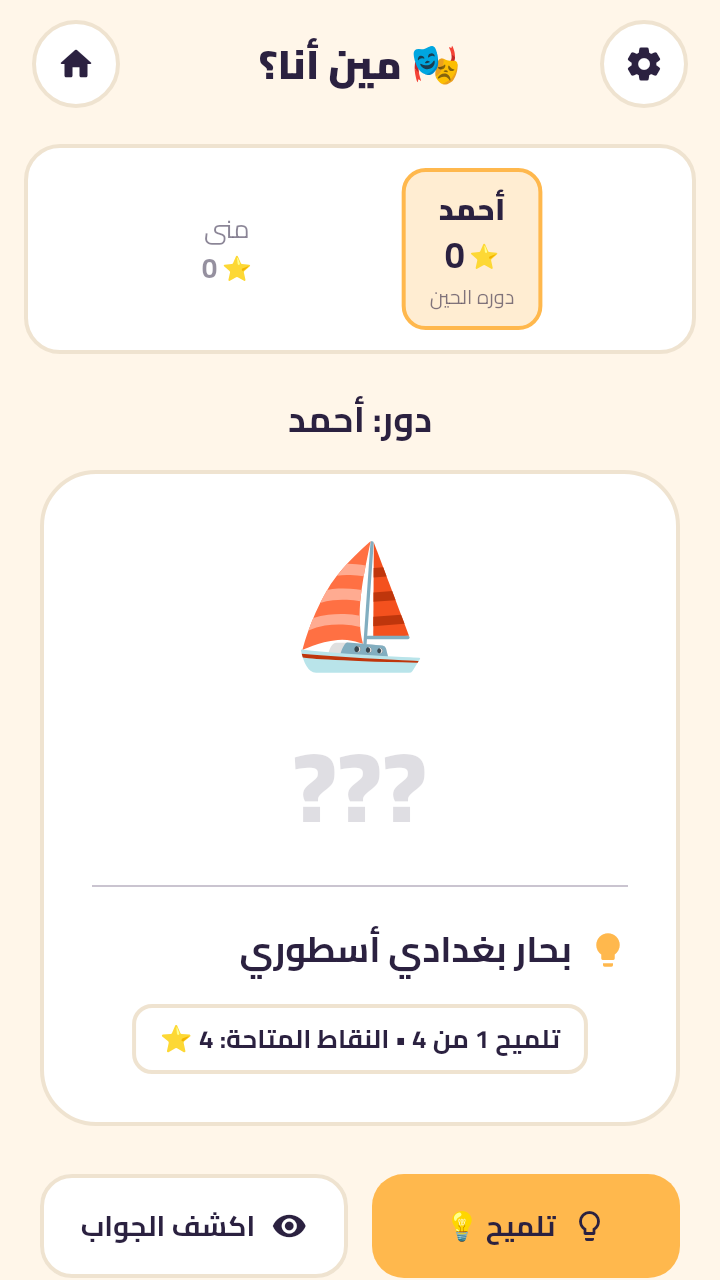 مين أنا؟
أحمد
0
دوره الحين
منى
0
دور: أحمد
???
بحار بغدادي أسطوري
تلميح 1 من 4 • النقاط المتاحة: 4
تلميح
اكشف الجواب